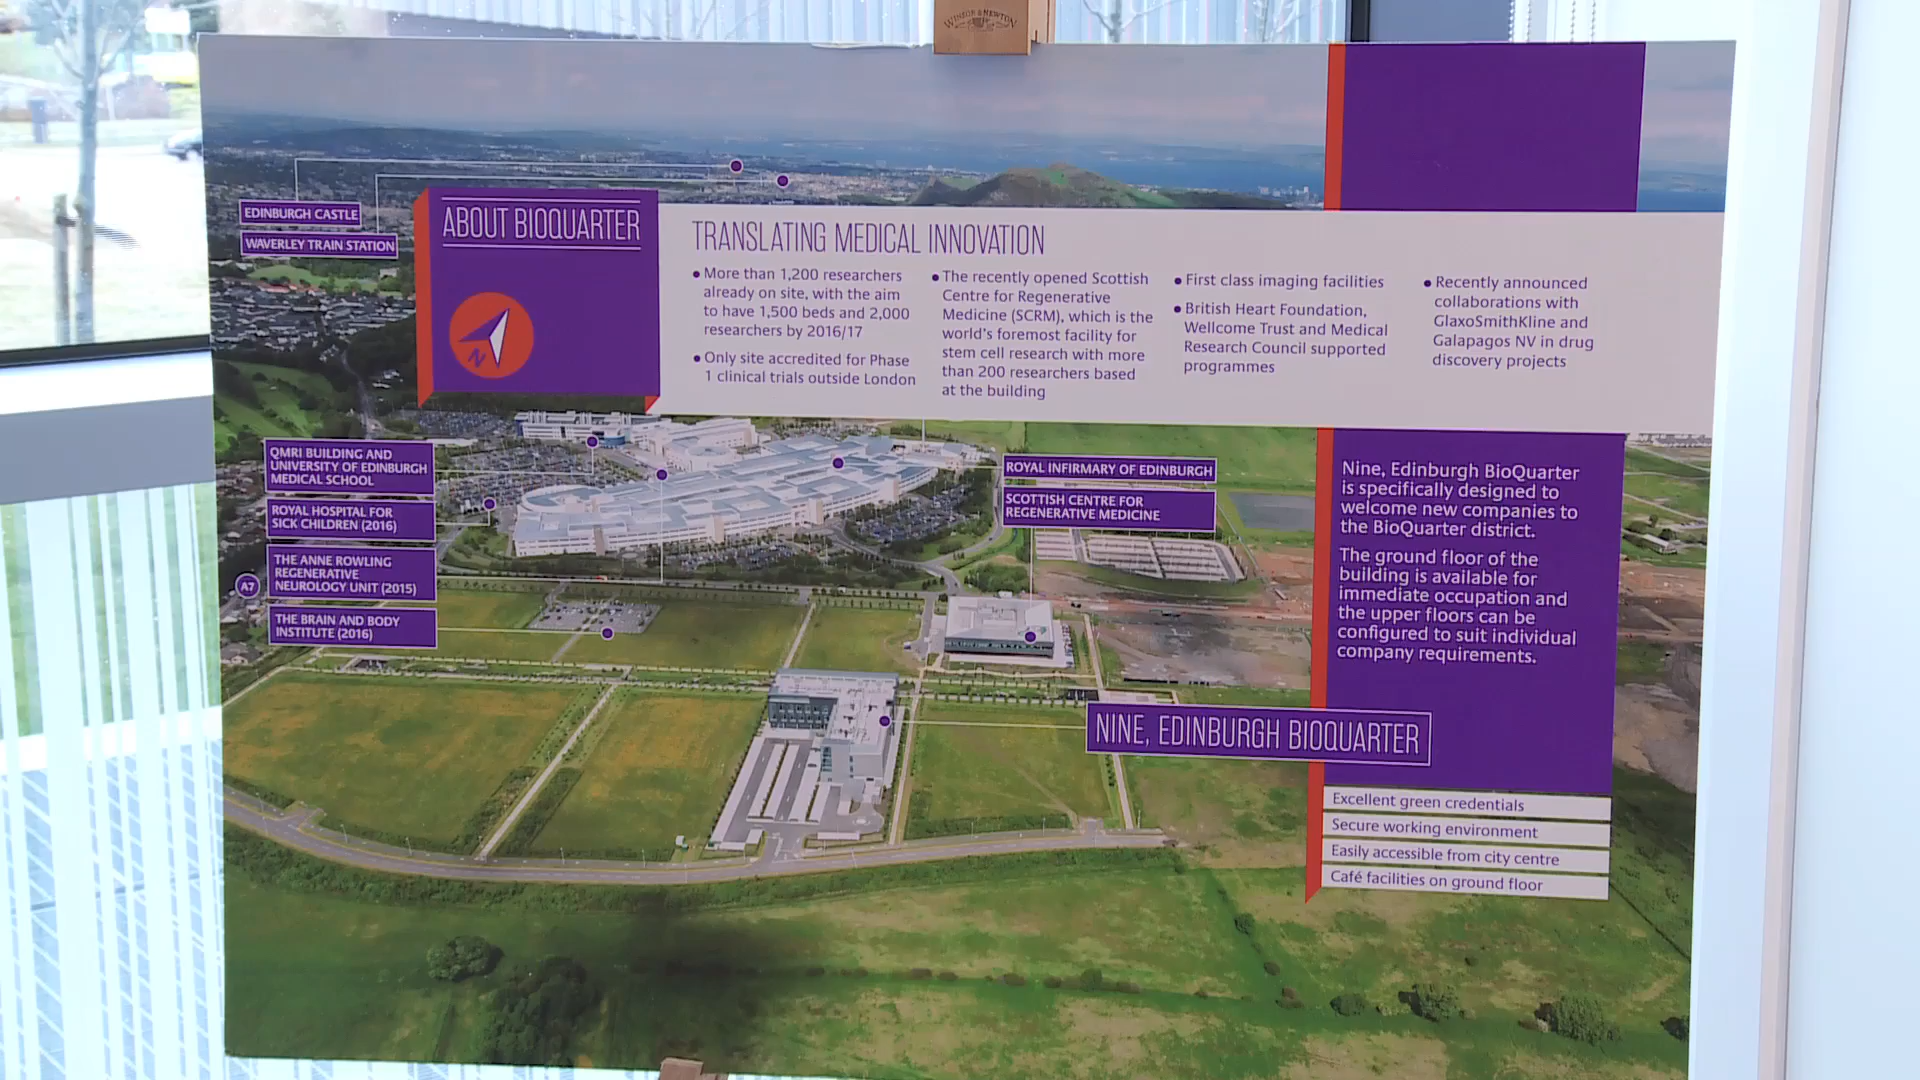 WINSOR & NEWTON
EDINBURGH CASTLE
WAVERLEY TRAIN STATION
ABOUT BIOQUARTER
N
TRANSLATING MEDICAL INNOVATION
• More than 1,200 researchers
already on site, with the aim
to have 1,500 beds and 2,000
researchers by 2016/17
• Only site accredited for Phase
1 clinical trials outside London
• The recently opened Scottish
Centre for Regenerative
Medicine (SCRM), which is the
world's foremost facility for
stem cell research with more
than 200 researchers based
at the building
• First class imaging facilities
• British Heart Foundation,
Wellcome Trust and Medical
Research Council supported
programmes
• Recently announced
collaborations with
GlaxoSmithKline and
Galapagos NV in drug
discovery projects
QMRI BUILDING AND
UNIVERSITY OF EDINBURGH
MEDICAL SCHOOL
ROYAL HOSPITAL FOR
SICK CHILDREN (2016)
THE ANNE ROWLING
REGENERATIVE
NEUROLOGY UNIT (2015)
A7
THE BRAIN AND BODY
INSTITUTE (2016)
ROYAL INFIRMARY OF EDINBURGH
SCOTTISH CENTRE FOR
REGENERATIVE MEDICINE
Nine, Edinburgh BioQuarter
is specifically designed to
welcome new companies to
the BioQuarter district.
The ground floor of the
building is available for
immediate occupation and
the upper floors can be
configured to suit individual
company requirements.
NINE, EDINBURGH BIOQUARTER
Excellent green credentials
Secure working environment
Easily accessible from city centre
Café facilities on ground floor